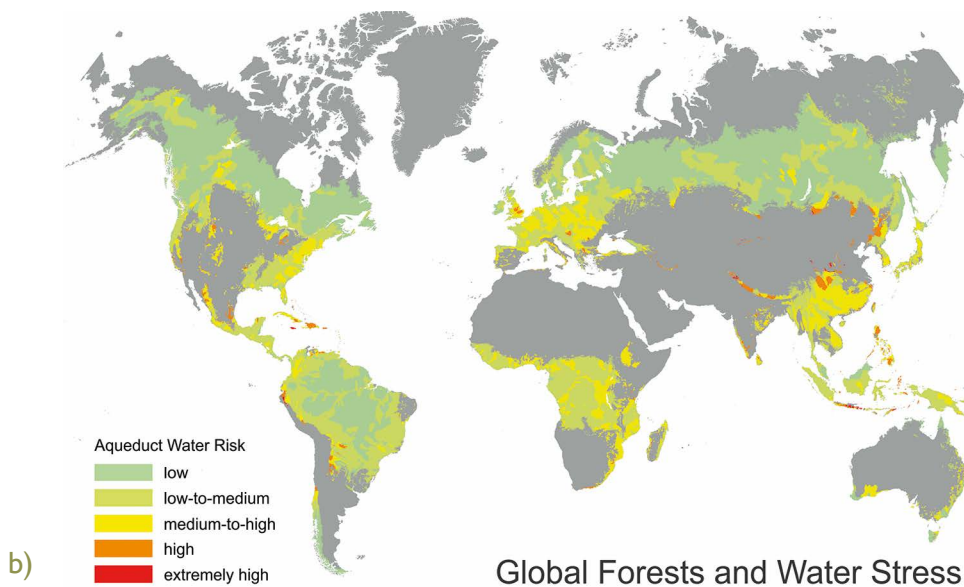 Aqueduct Water Risk
low
low-to-medium
medium-to-high
high
extremely high
b)
Global Forests and Water Stress